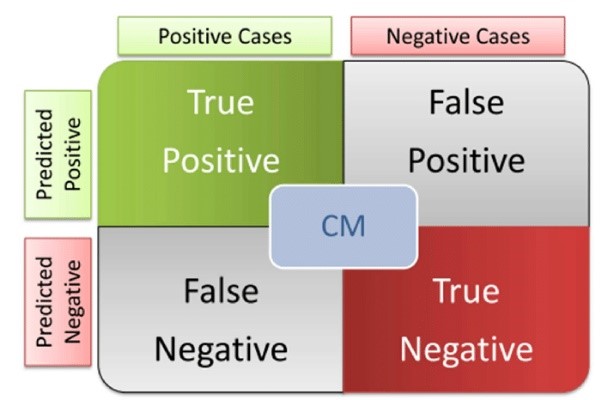 Positive Cases
Negative Cases
Predicted
Positive
True
Positive
False
Positive
CM
Predicted
Negative
False
Negative
True
Negative